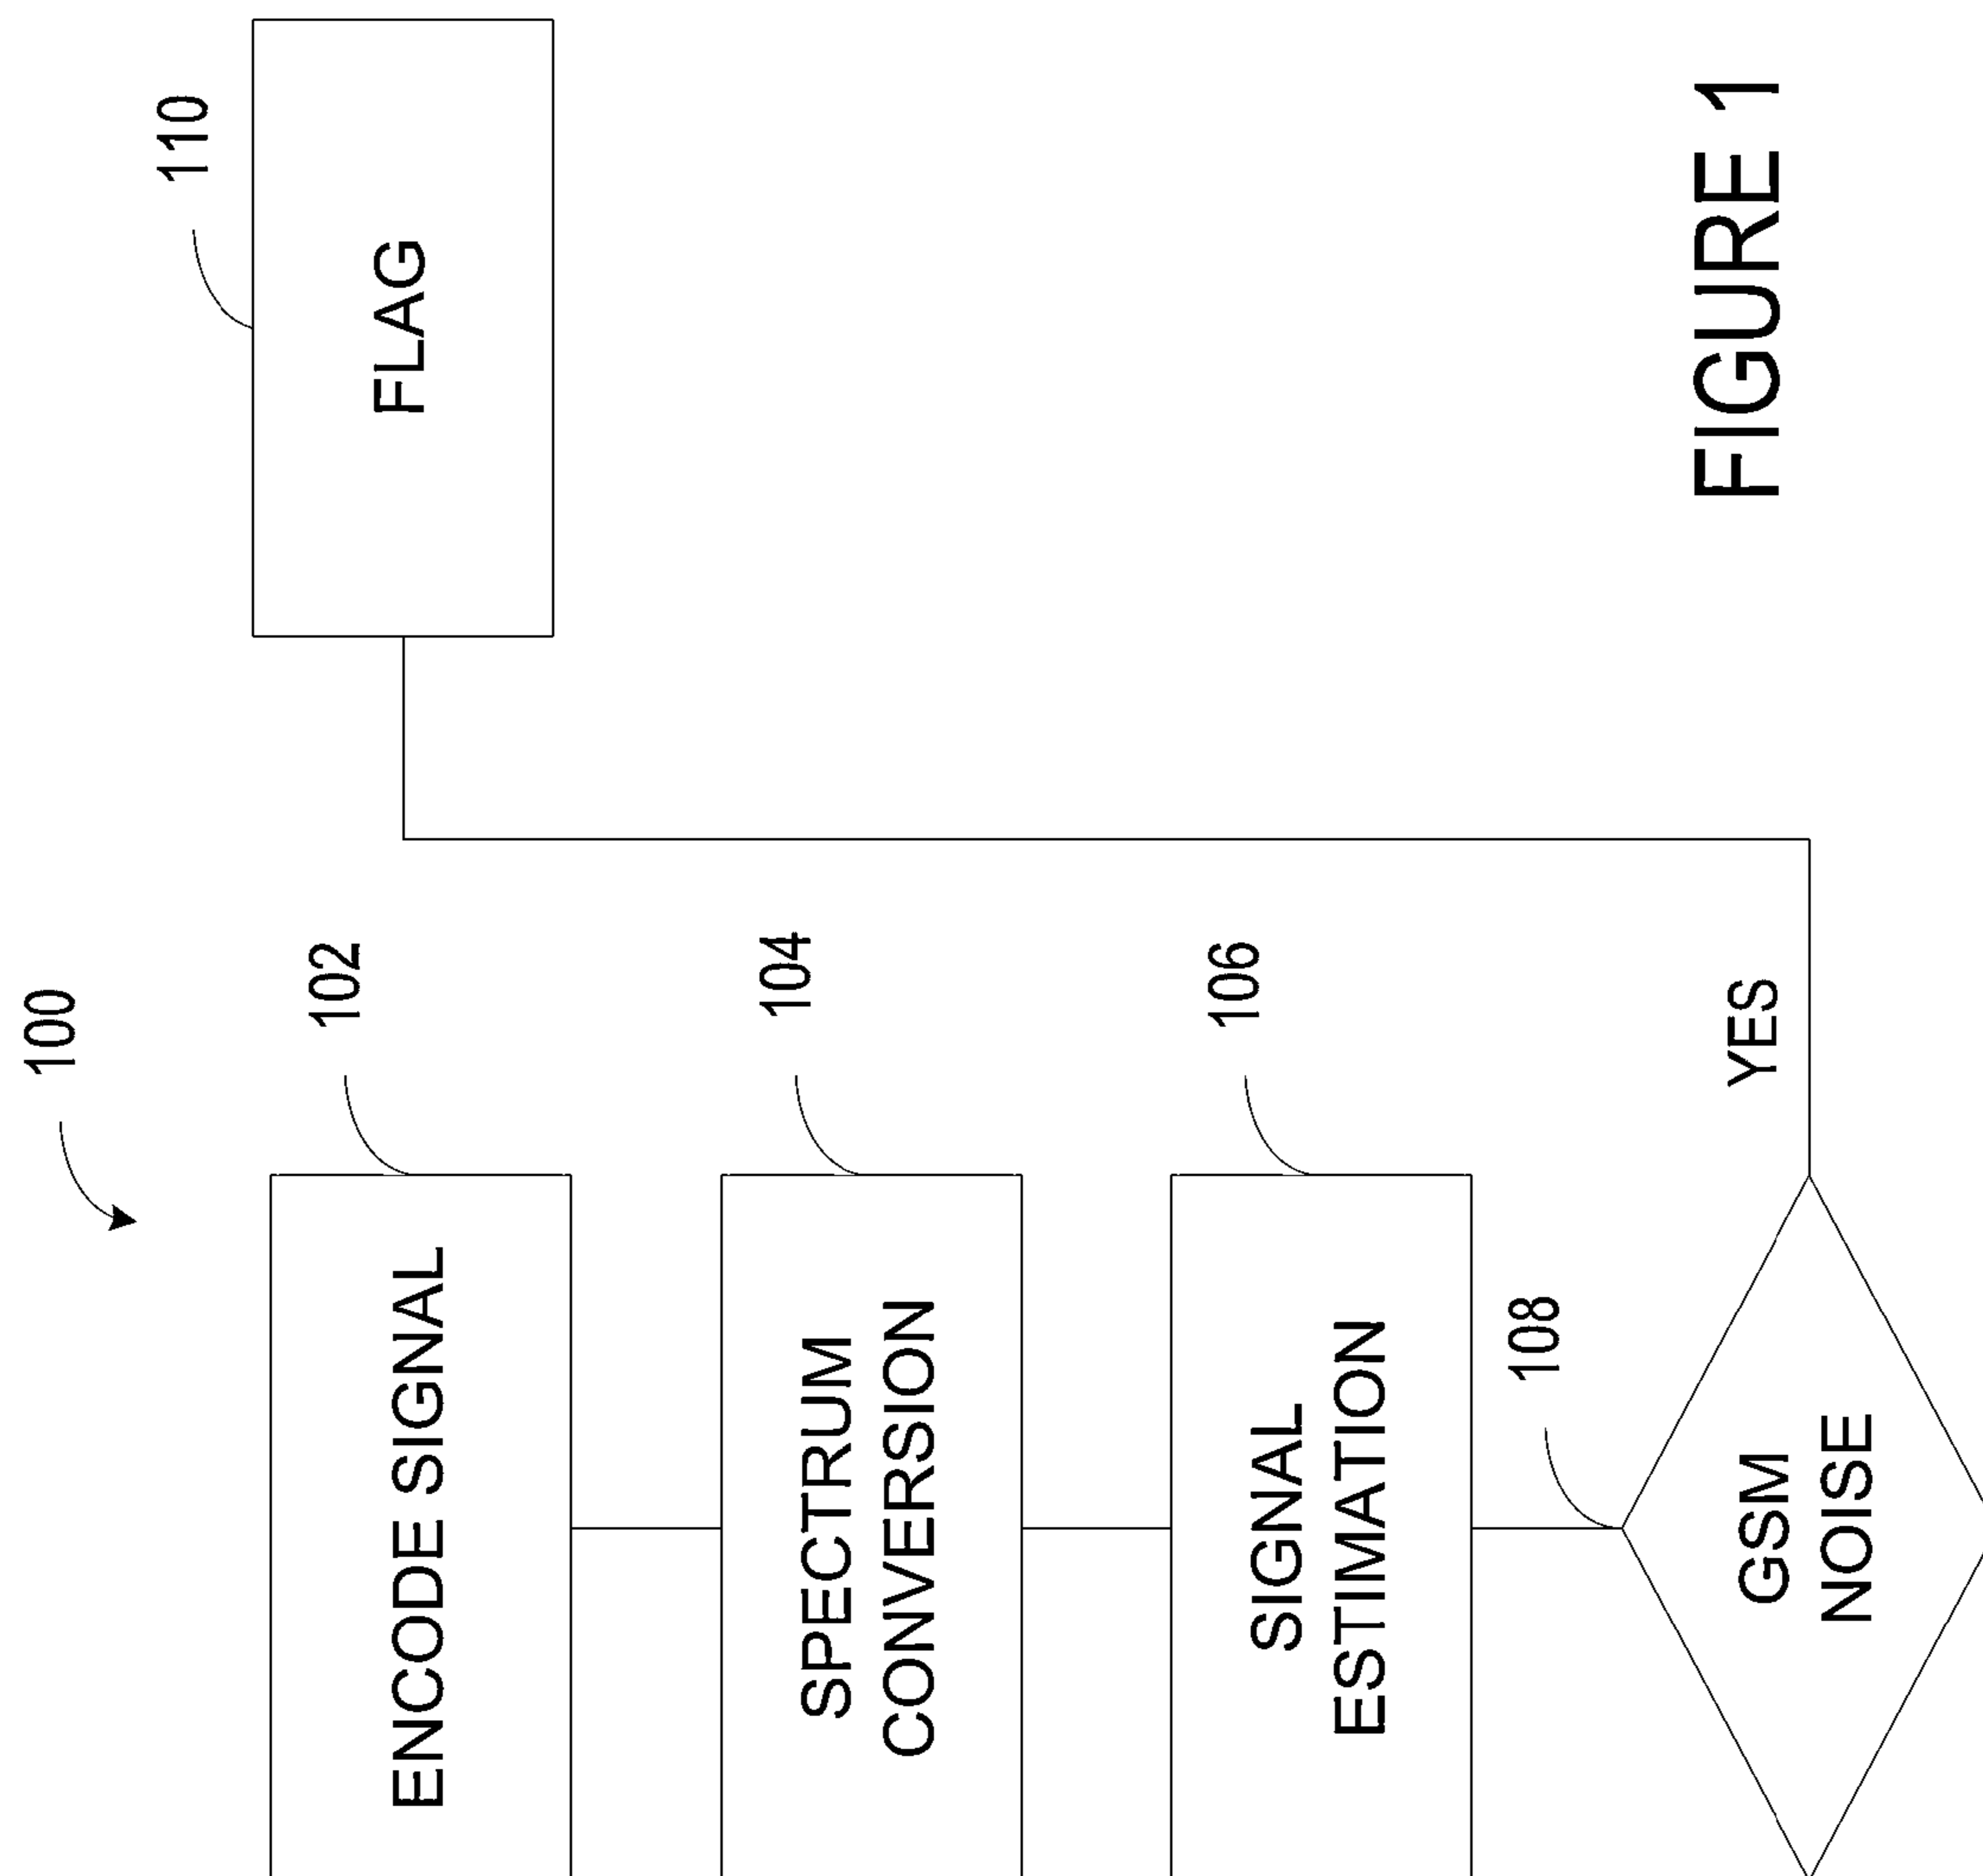 100
102
ENCODE SIGNAL
104
SPECTRUM
CONVERSION
106
SIGNAL
ESTIMATION
108
GSM
NOISE
YES
110
FLAG
FIGURE 1